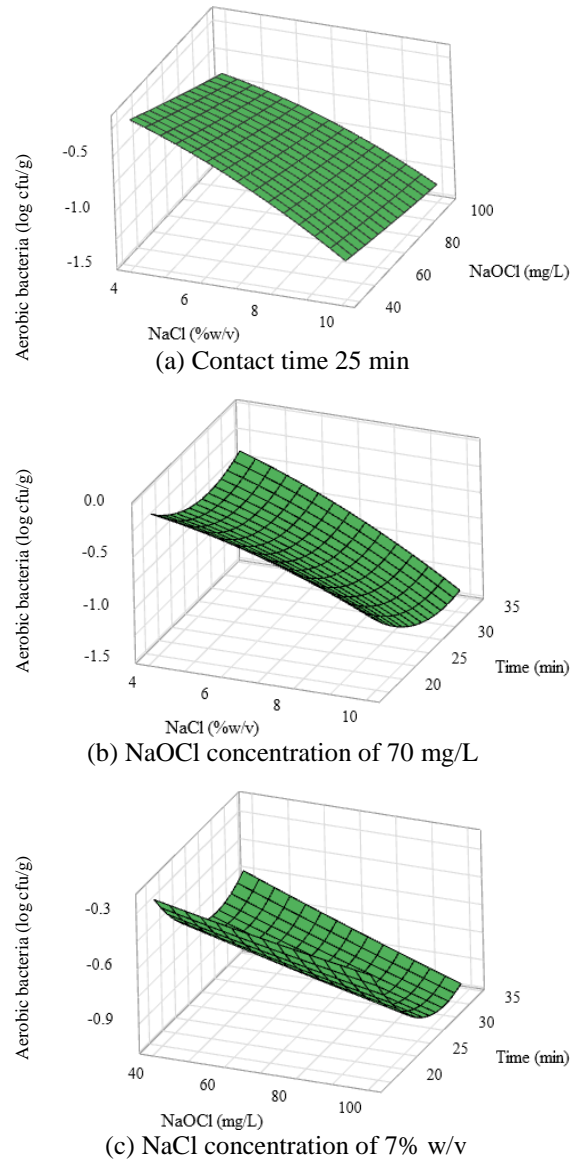 Aerobic bacteria (log cfu/g)
-0.5
-1.0
-1.5
4
6
8
10
NaCl (%w/v)
40
60
80
100
NaOCl (mg/L)
(a) Contact time 25 min
Aerobic bacteria (log cfu/g)
0.0
-0.5
-1.0
-1.5
4
6
8
10
NaCl (%w/v)
20
25
30
35
Time (min)
(b) NaOCl concentration of 70 mg/L
Aerobic bacteria (log cfu/g)
-0.3
-0.6
-0.9
40
60
80
100
NaOCl (mg/L)
20
25
30
35
Time (min)
(c) NaCl concentration of 7% w/v